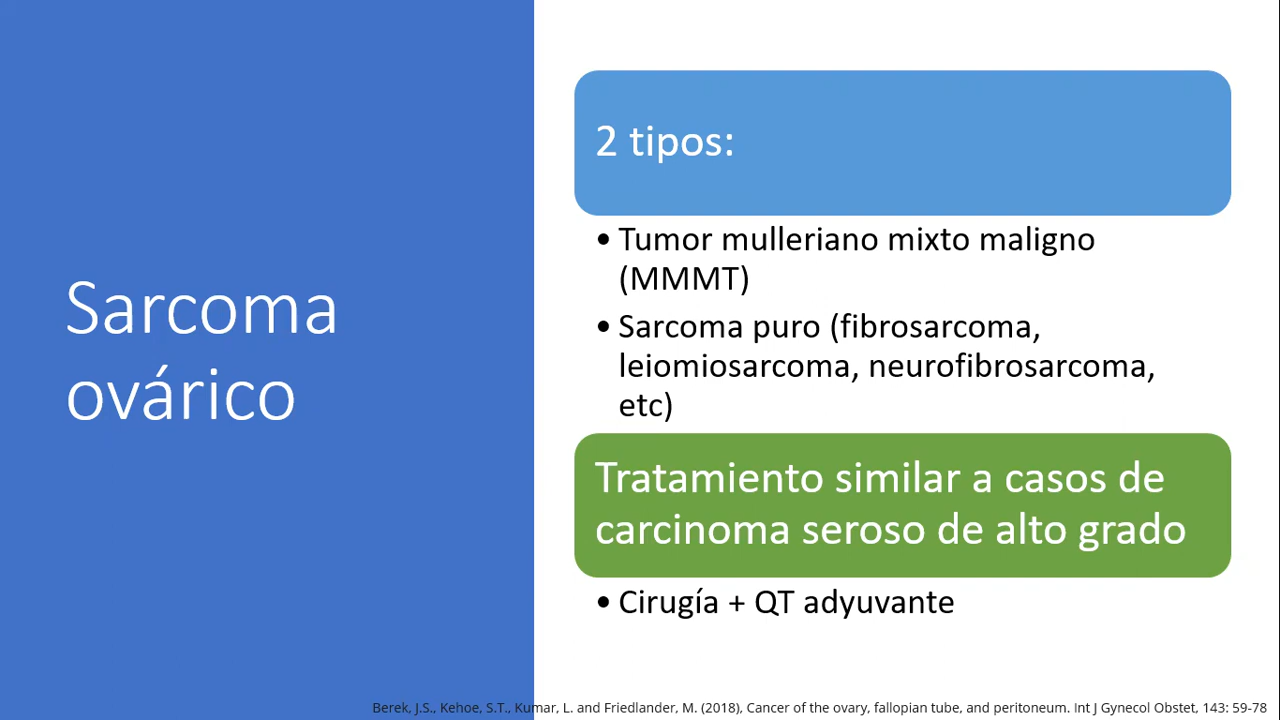 Sarcoma
ovárico
2 tipos:
• Tumor mulleriano mixto maligno
(MMMT)
• Sarcoma puro (fibrosarcoma,
leiomiosarcoma, neurofibrosarcoma,
etc)
Tratamiento similar a casos de
carcinoma seroso de alto grado
• Cirugía + QT adyuvante
Berek, J.S., Kehoe, S.T., Kumar, L. and Friedlander, M. (2018), Cancer of the ovary, fallopian tube, and peritoneum. Int J Gynecol Obstet, 143: 59-78